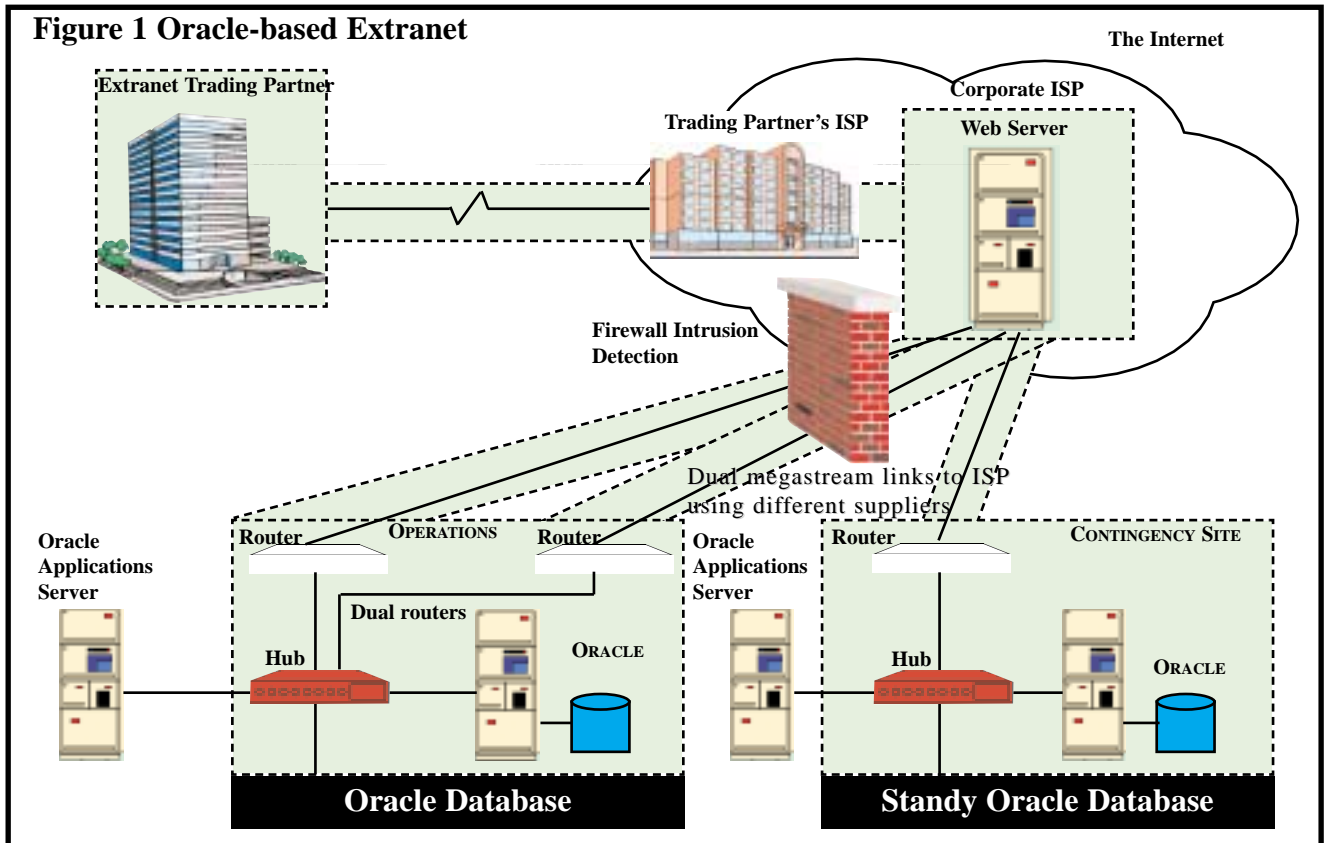 Figure 1 Oracle-based Extranet
The Internet
Extranet Trading Partner
Corporate ISP
Trading Partner's ISP
Web Server
Firewall Intrusion
Detection
Dual megastream links to ISP
using different suppliers
Oracle
Applications
Server
Router
OPERATIONS
Router
Dual routers
Hub
ORACLE
Oracle Database
Oracle
Applications
Server
Router
CONTINGENCY SITE
Hub
ORACLE
Standy Oracle Database